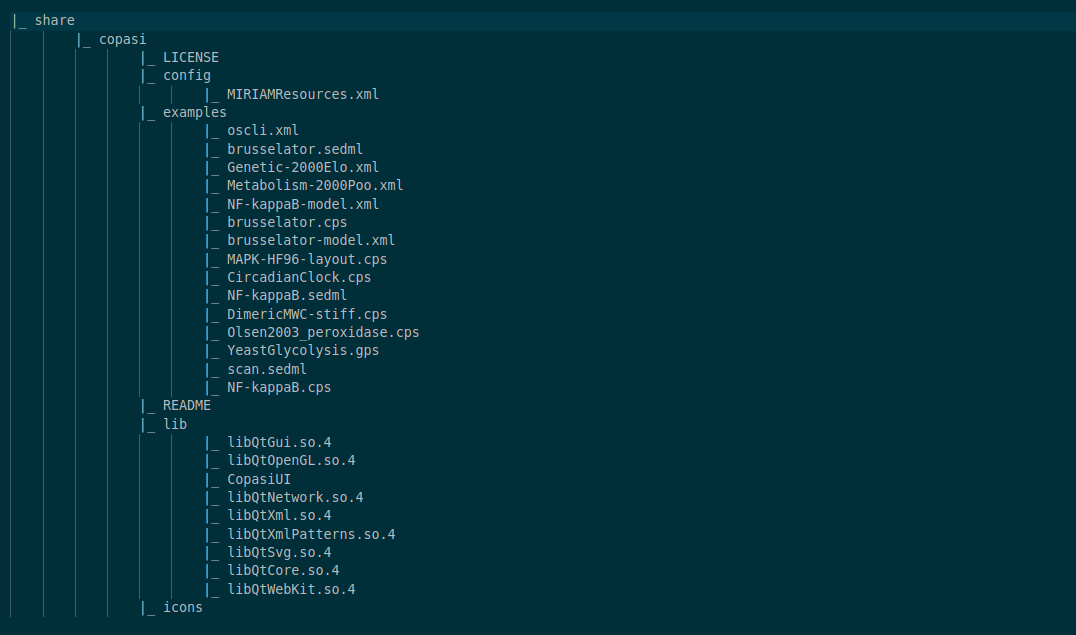 |_ share
|_ copasi
|_ LICENSE
|_ config
|_ MIRIAMResources.xml
|_ examples
|_ oscli.xml
|_ brusselator.sedml
|_ Genetic-2000Elo.xml
|_ Metabolism-2000Poo.xml
|_ NF-kappaB-model.xml
|_ brusselator.cps
|_ brusselator-model.xml
|_ MAPK-HF96-layout.cps
|_ CircadianClock.cps
|_ NF-kappaB.sedml
|_ DimericMWC-stiff.cps
|_ Olsen2003_peroxidase.cps
|_ YeastGlycolysis.gps
|_ scan.sedml
|_ NF-kappaB.cps
|_ README
|_ lib
|_ libQtGui.so.4
|_ libQtOpenGL.so.4
|_ CopasiUI
|_ libQtNetwork.so.4
|_ libQtXml.so.4
|_ libQtXmlPatterns.so.4
|_ libQtSvg.so.4
|_ libQtCore.so.4
|_ libQtWebKit.so.4
|_ icons